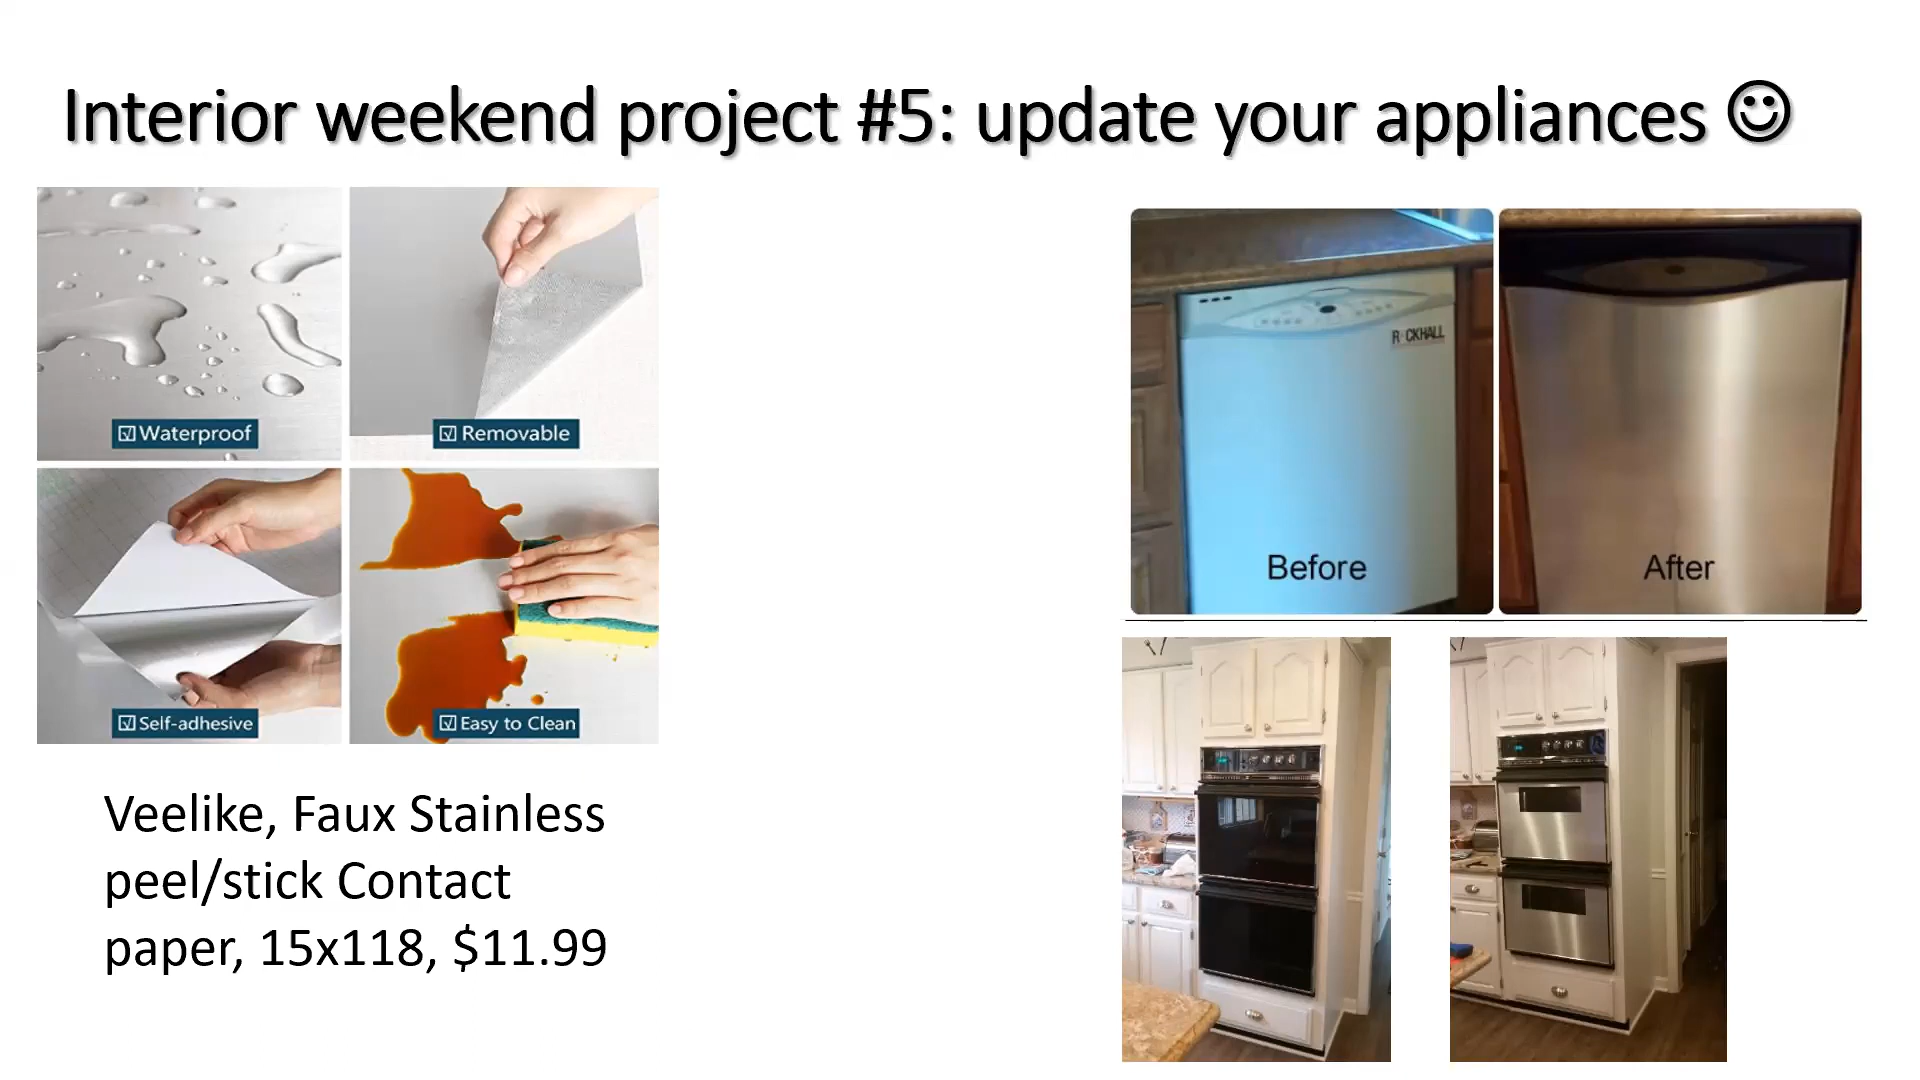 Interior weekend project #5: update your appliances ☺
☑ Waterproof
☑ Removable
☑ Self-adhesive
☑ Easy to Clean
Veelike, Faux Stainless
peel/stick Contact
paper, 15x118, $11.99
R CKHALL
Before
After